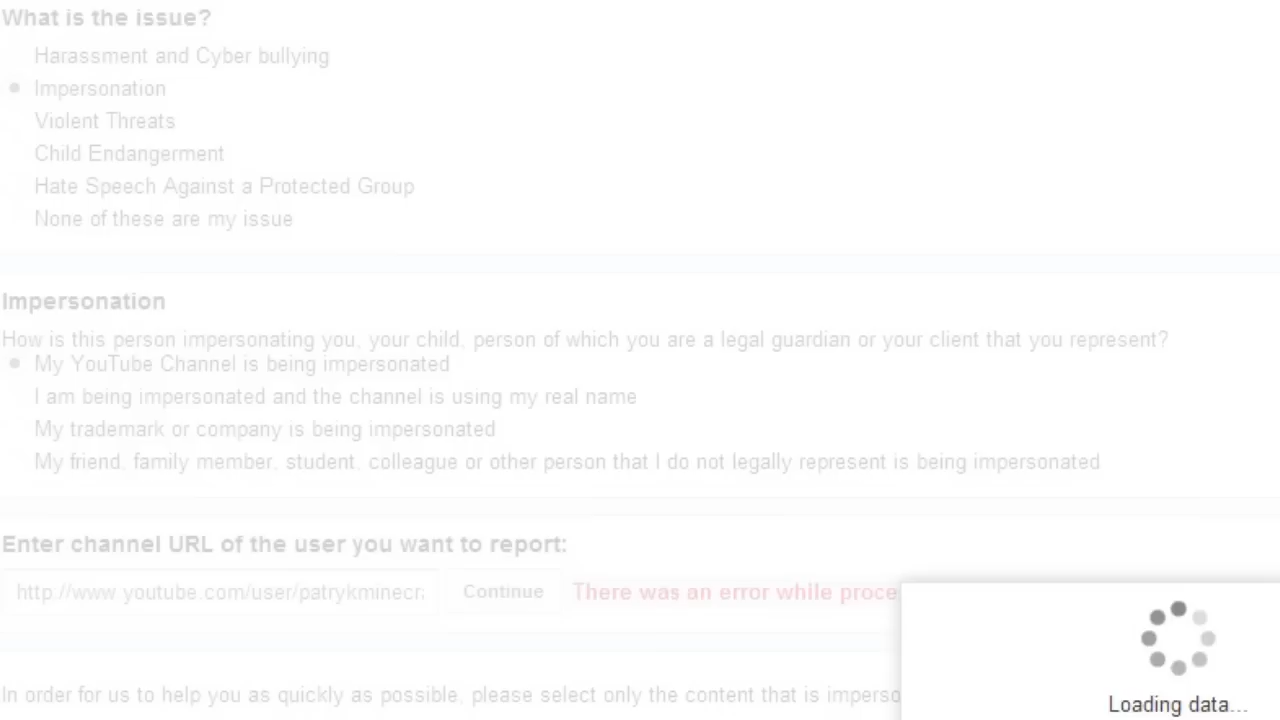 What is the issue?
Harassment and Cyber bullying
Impersonation
Violent Threats
Child Endangerment
Hate Speech Against a Protected Group
None of these are my issue
Impersonation
How is this person impersonating you, your child, person of which you are a legal guardian or your client that you represent?
My YouTube Channel is being impersonated
I am being impersonated and the channel is using my real name
My trademark or company is being impersonated
My friend, family member, student, colleague or other person that I do not legally represent is being impersonated
Enter channel URL of the user you want to report:
http://www.youtube.com/user/patrykminecr
Continue
There was an error while proce
In order for us to help you as quickly as possible, please select only the content that is imperso
Loading data...